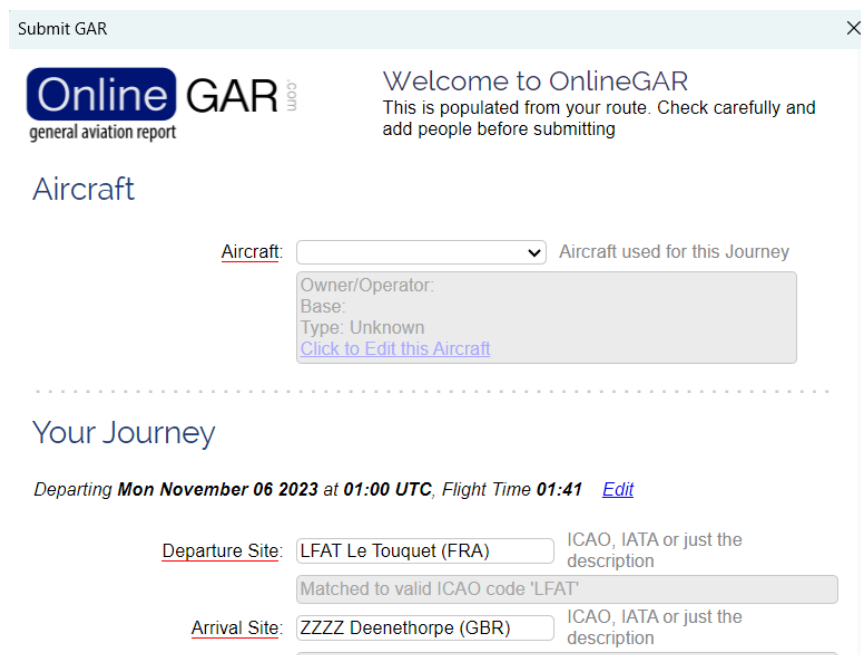 Submit GAR
Online GAR .com
general aviation report
Welcome to OnlineGAR
This is populated from your route. Check carefully and
add people before submitting
Aircraft
Aircraft:
Aircraft used for this Journey
Owner/Operator:
Base:
Type: Unknown
Click to Edit this Aircraft
Your Journey
Departing Mon November 06 2023 at 01:00 UTC, Flight Time 01:41 Edit
Departure Site: LFAT Le Touquet (FRA)
ICAO, IATA or just the
description
Matched to valid ICAO code 'LFAT'
Arrival Site: ZZZZ Deenethorpe (GBR)
ICAO, IATA or just the
description